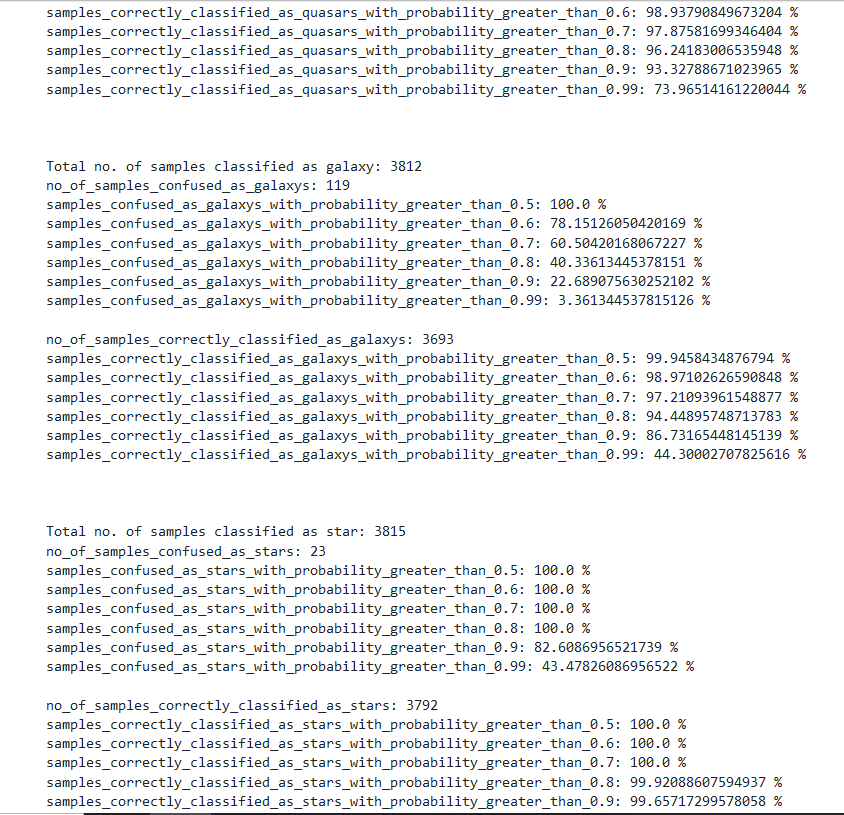 samples_correctly_classified_as_quasars_with_probability_greater_than_0.6: 98.93790849673204 %
samples_correctly_classified_as_quasars_with_probability_greater_than_0.7: 97.87581699346404 %
samples_correctly_classified_as_quasars_with_probability_greater_than_0.8: 96.24183006535948 %
samples_correctly_classified_as_quasars_with_probability_greater_than_0.9: 93.32788671023965 %
samples_correctly_classified_as_quasars_with_probability_greater_than_0.99: 73.96514161220044 %
Total no. of samples classified as galaxy: 3812
no_of_samples_confused_as_galaxys: 119
samples_confused_as_galaxys_with_probability_greater_than_0.5: 100.0 %
samples_confused_as_galaxys_with_probability_greater_than_0.6: 78.15126050420169 %
samples_confused_as_galaxys_with_probability_greater_than_0.7: 60.50420168067227 %
samples_confused_as_galaxys_with_probability_greater_than_0.8: 40.33613445378151 %
samples_confused_as_galaxys_with_probability_greater_than_0.9: 22.689075630252102 %
samples_confused_as_galaxys_with_probability_greater_than_0.99: 3.361344537815126 %
no_of_samples_correctly_classified_as_galaxys: 3693
samples_correctly_classified_as_galaxys_with_probability_greater_than_0.5: 99.9458434876794 %
samples_correctly_classified_as_galaxys_with_probability_greater_than_0.6: 98.97102626590848 %
samples_correctly_classified_as_galaxys_with_probability_greater_than_0.7: 97.21093961548877 %
samples_correctly_classified_as_galaxys_with_probability_greater_than_0.8: 94.44895748713783 %
samples_correctly_classified_as_galaxys_with_probability_greater_than_0.9: 86.73165448145139 %
samples_correctly_classified_as_galaxys_with_probability_greater_than_0.99: 44.30002707825616 %
Total no. of samples classified as star: 3815
no_of_samples_confused_as_stars: 23
samples_confused_as_stars_with_probability_greater_than_0.5: 100.0 %
samples_confused_as_stars_with_probability_greater_than_0.6: 100.0 %
samples_confused_as_stars_with_probability_greater_than_0.7: 100.0 %
samples_confused_as_stars_with_probability_greater_than_0.8: 100.0 %
samples_confused_as_stars_with_probability_greater_than_0.9: 82.6086956521739 %
samples_confused_as_stars_with_probability_greater_than_0.99: 43.47826086956522 %
no_of_samples_correctly_classified_as_stars: 3792
samples_correctly_classified_as_stars_with_probability_greater_than_0.5: 100.0 %
samples_correctly_classified_as_stars_with_probability_greater_than_0.6: 100.0 %
samples_correctly_classified_as_stars_with_probability_greater_than_0.7: 100.0 %
samples_correctly_classified_as_stars_with_probability_greater_than_0.8: 99.92088607594937 %
samples_correctly_classified_as_stars_with_probability_greater_than_0.9: 99.65717299578058 %